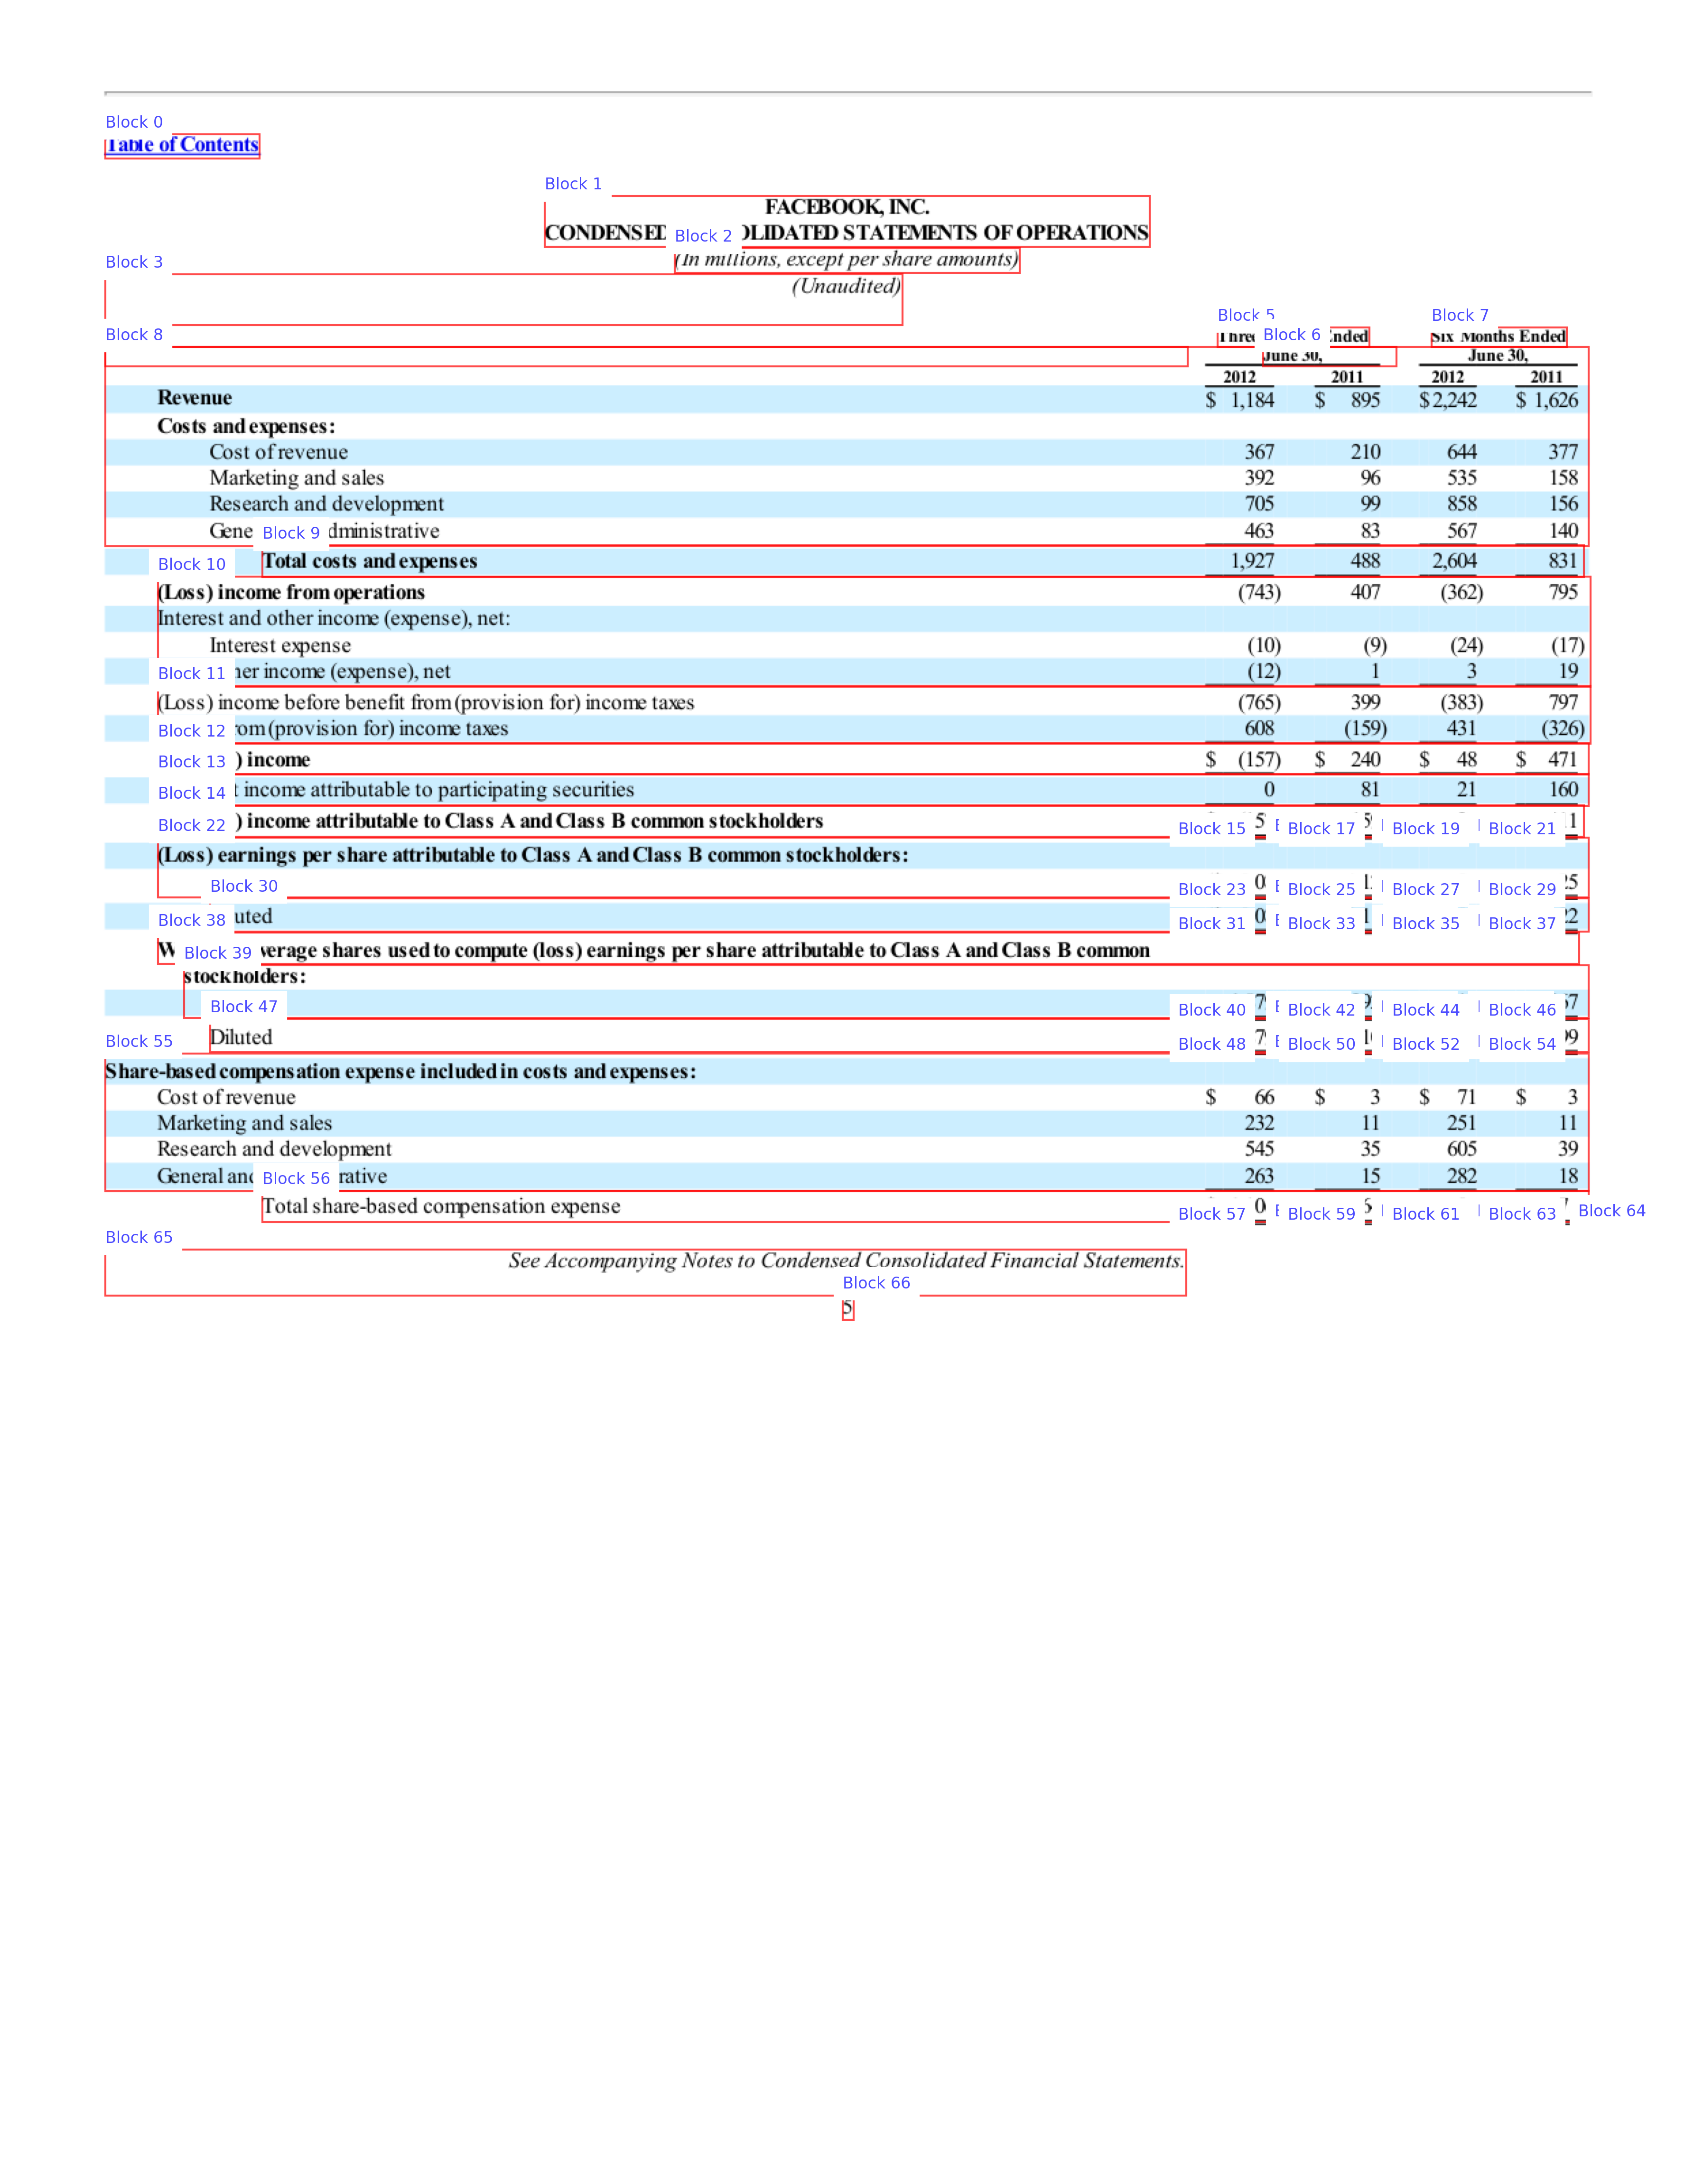 Block 0
Table of Contents
Block 1
FACEBOOK, INC.
CONDENSED Block 2 OLIDATED STATEMENTS OF OPERATIONS
Block 3 (In millions, except per share amounts)
(Unaudited)
Block 5 Block 7
Block 8 Three Block 6 Ended Six Months Ended
June 30, June 30,
2012 2011 2012 2011
Revenue $ 1,184 $ 895 $ 2,242 $ 1,626
Costs and expenses:
Cost of revenue 367 210 644 377
Marketing and sales 392 96 535 158
Research and development 705 99 858 156
Gene Block 9 dministrative 463 83 567 140
Block 10 Total costs and expenses 1,927 488 2,604 831
(Loss) income from operations (743) 407 (362) 795
Interest and other income (expense), net:
Interest expense (10) (9) (24) (17)
Block 11 her income (expense), net (12) 1 3 19
(Loss) income before benefit from (provision for) income taxes (765) 399 (383) 797
Block 12 rom (provision for) income taxes 608 (159) 431 (326)
Block 13 ) income $ (157) $ 240 $ 48 $ 471
Block 14 t income attributable to participating securities 0 81 21 160
Block 22 ) income attributable to Class A and Class B common stockholders Block 15 5 Block 17 5 Block 19 Block 21 1
(Loss) earnings per share attributable to Class A and Class B common stockholders:
Block 30 Block 23 0 Block 25 Block 27 Block 29 25
Block 38 uted Block 31 0 Block 33 1 Block 35 Block 37 22
W Block 39 verage shares used to compute (loss) earnings per share attributable to Class A and Class B common
stockholders:
Block 47 Block 40 7 Block 42 9 Block 44 Block 46 67
Block 55 Diluted Block 48 7 Block 50 1 Block 52 Block 54 99
Share-based compensation expense included in costs and expenses:
Cost of revenue $ 66 $ 3 $ 71 $ 3
Marketing and sales 232 11 251 11
Research and development 545 35 605 39
General and Block 56 rative 263 15 282 18
Total share-based compensation expense Block 57 0 Block 59 6 Block 61 Block 63 Block 64
Block 65
See Accompanying Notes to Condensed Consolidated Financial Statements.
Block 66
5